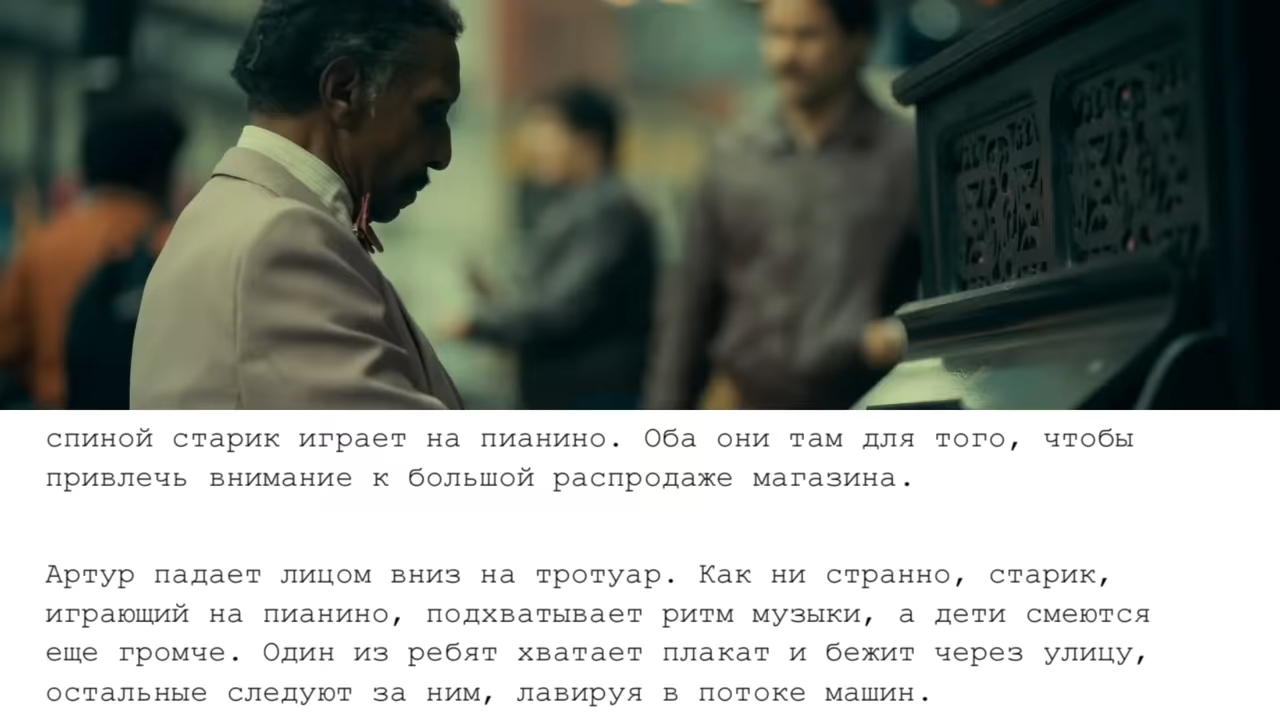 спиной старик играет на пианино. Оба они там для того, чтобы
привлечь внимание к большой распродаже магазина.
Артур падает лицом вниз на тротуар. Как ни странно, старик,
играющий на пианино, подхватывает ритм музыки, а дети смеются
еще громче. Один из ребят хватает плакат и бежит через улицу,
остальные следуют за ним, лавируя в потоке машин.